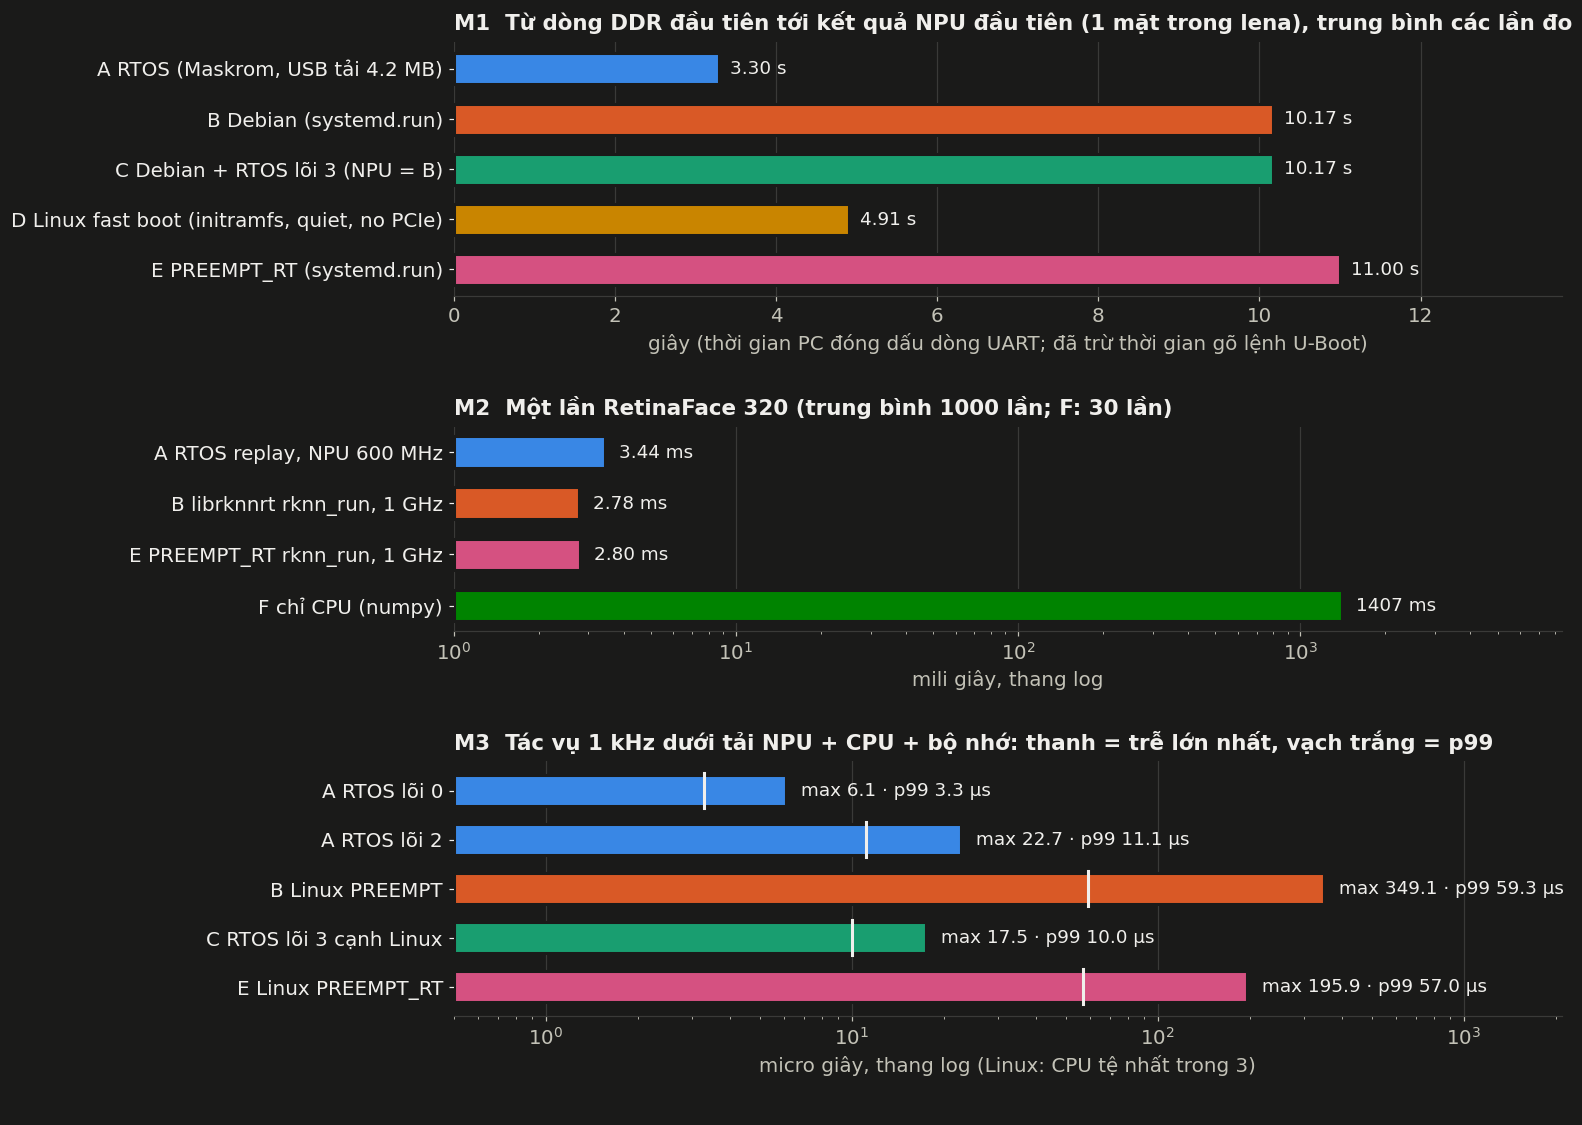 M1 Từ dòng DDR đầu tiên tới kết quả NPU đầu tiên (1 mặt trong lena), trung bình các lần đo
A RTOS (Maskrom, USB tải 4.2 MB)
3.30 s
B Debian (systemd.run)
10.17 s
C Debian + RTOS lõi 3 (NPU = B)
10.17 s
D Linux fast boot (initramfs, quiet, no PCIe)
4.91 s
E PREEMPT_RT (systemd.run)
11.00 s
0 2 4 6 8 10 12
giây (thời gian PC đóng dấu dòng UART; đã trừ thời gian gõ lệnh U-Boot)
M2 Một lần RetinaFace 320 (trung bình 1000 lần; F: 30 lần)
A RTOS replay, NPU 600 MHz
3.44 ms
B librknnrt rknn_run, 1 GHz
2.78 ms
E PREEMPT_RT rknn_run, 1 GHz
2.80 ms
F chỉ CPU (numpy)
1407 ms
10⁰ 10¹ 10² 10³
mili giây, thang log
M3 Tác vụ 1 kHz dưới tải NPU + CPU + bộ nhớ: thanh = trễ lớn nhất, vạch trắng = p99
A RTOS lõi 0
max 6.1 · p99 3.3 µs
A RTOS lõi 2
max 22.7 · p99 11.1 µs
B Linux PREEMPT
max 349.1 · p99 59.3 µs
C RTOS lõi 3 cạnh Linux
max 17.5 · p99 10.0 µs
E Linux PREEMPT_RT
max 195.9 · p99 57.0 µs
10⁰ 10¹ 10² 10³
micro giây, thang log (Linux: CPU tệ nhất trong 3)